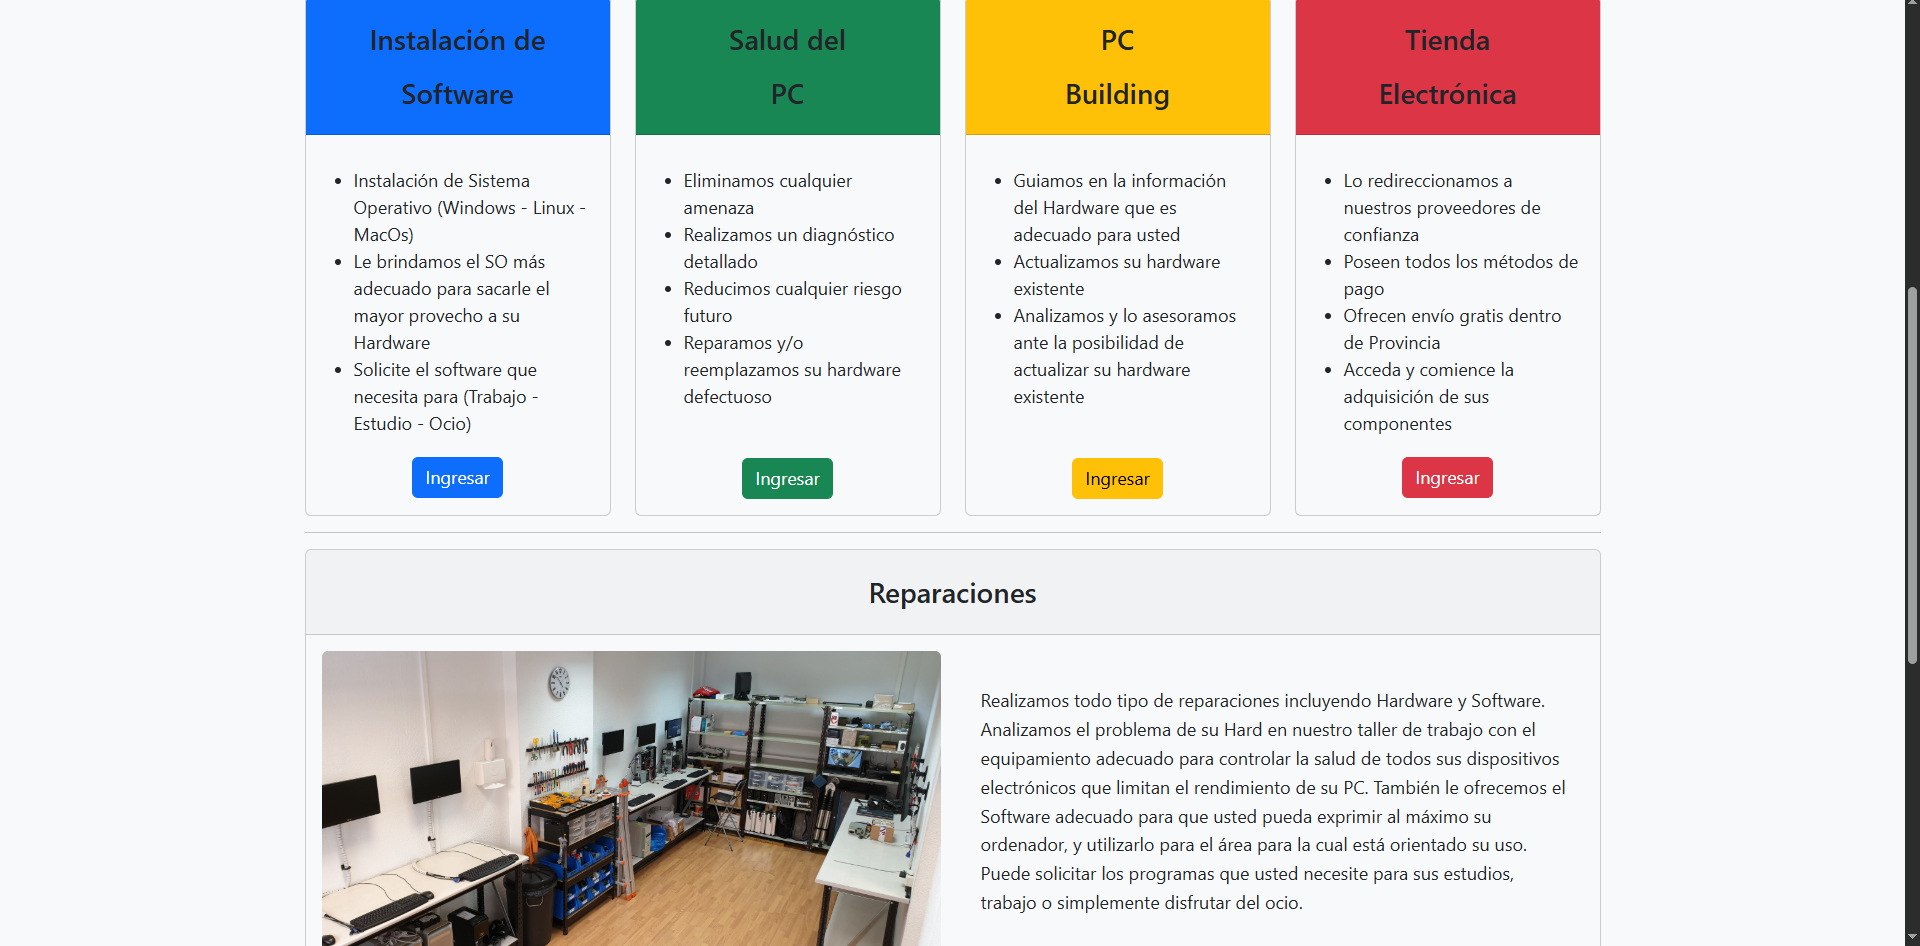 Instalación de
Software
Instalación de Sistema
Operativo (Windows - Linux -
MacOs)
Le brindamos el SO más
adecuado para sacarle el
mayor provecho a su
Hardware
Solicite el software que
necesita para (Trabajo -
Estudio - Ocio)
Ingresar
Salud del
PC
Eliminamos cualquier
amenaza
Realizamos un diagnóstico
detallado
Reducimos cualquier riesgo
futuro
Reparamos y/o
reemplazamos su hardware
defectuoso
Ingresar
PC
Building
Guiamos en la información
del Hardware que es
adecuado para usted
Actualizamos su hardware
existente
Analizamos y lo asesoramos
ante la posibilidad de
actualizar su hardware
existente
Ingresar
Tienda
Electrónica
Lo redireccionamos a
nuestros proveedores de
confianza
Poseen todos los métodos de
pago
Ofrecen envío gratis dentro
de Provincia
Acceda y comience la
adquisición de sus
componentes
Ingresar
Reparaciones
Realizamos todo tipo de reparaciones incluyendo Hardware y Software.
Analizamos el problema de su Hard en nuestro taller de trabajo con el
equipamiento adecuado para controlar la salud de todos sus dispositivos
electrónicos que limitan el rendimiento de su PC. También le ofrecemos el
Software adecuado para que usted pueda exprimir al máximo su
ordenador, y utilizarlo para el área para la cual está orientado su uso.
Puede solicitar los programas que usted necesite para sus estudios,
trabajo o simplemente disfrutar del ocio.